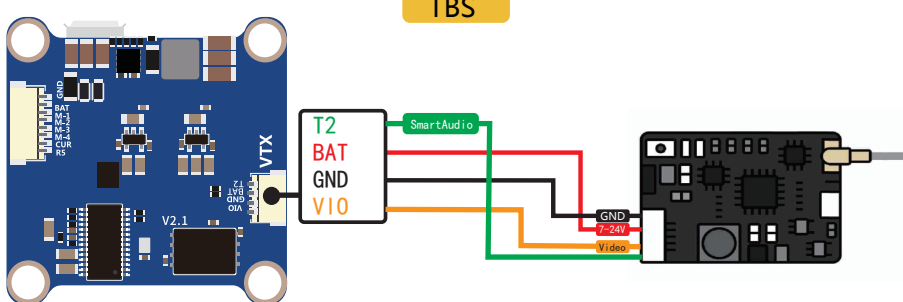 TBS
GND
BAT
M-1
M-2
M-3
M-4
CUR
R5
VTX
T2
BAT
GND
VIO
V2.1
T2
BAT
GND
VIO
SmartAudio
GND
7-24V
Video